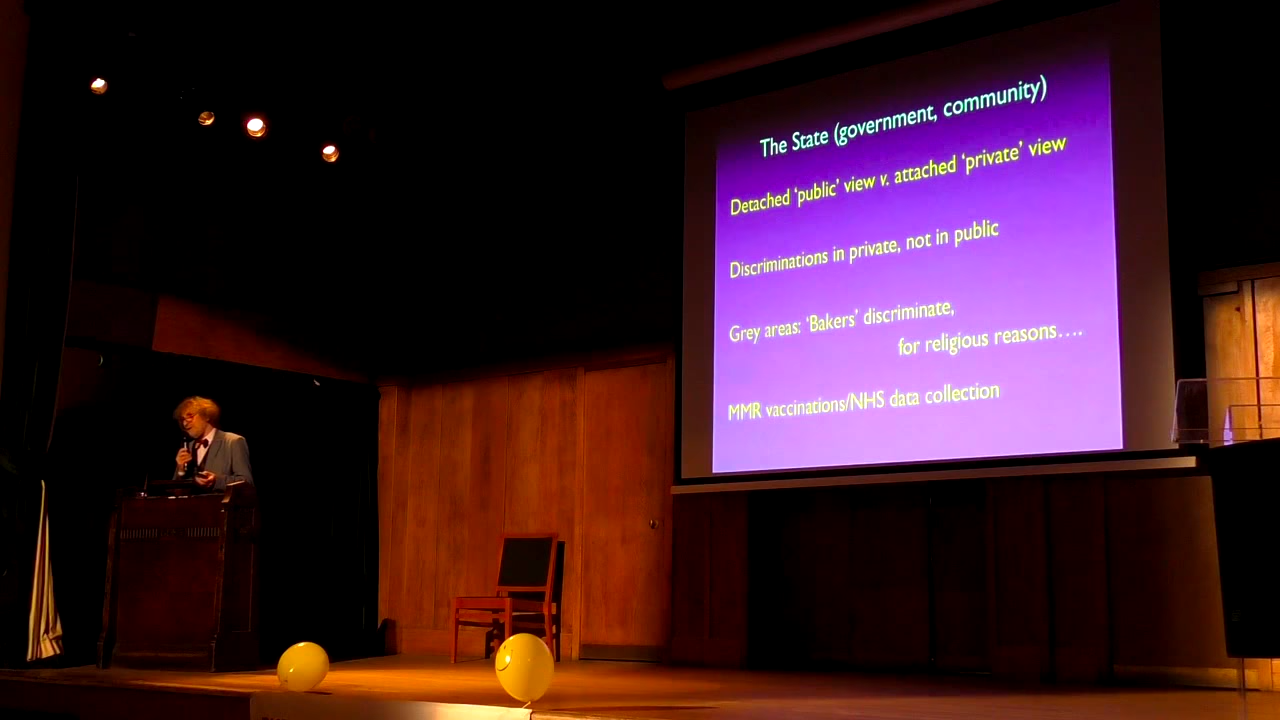 The State (government, community)
Detached ‘public’ view v. attached ‘private’ view
Discriminations in private, not in public
Grey areas: ‘Bakers’ discriminate,
for religious reasons….
MMR vaccinations/NHS data collection